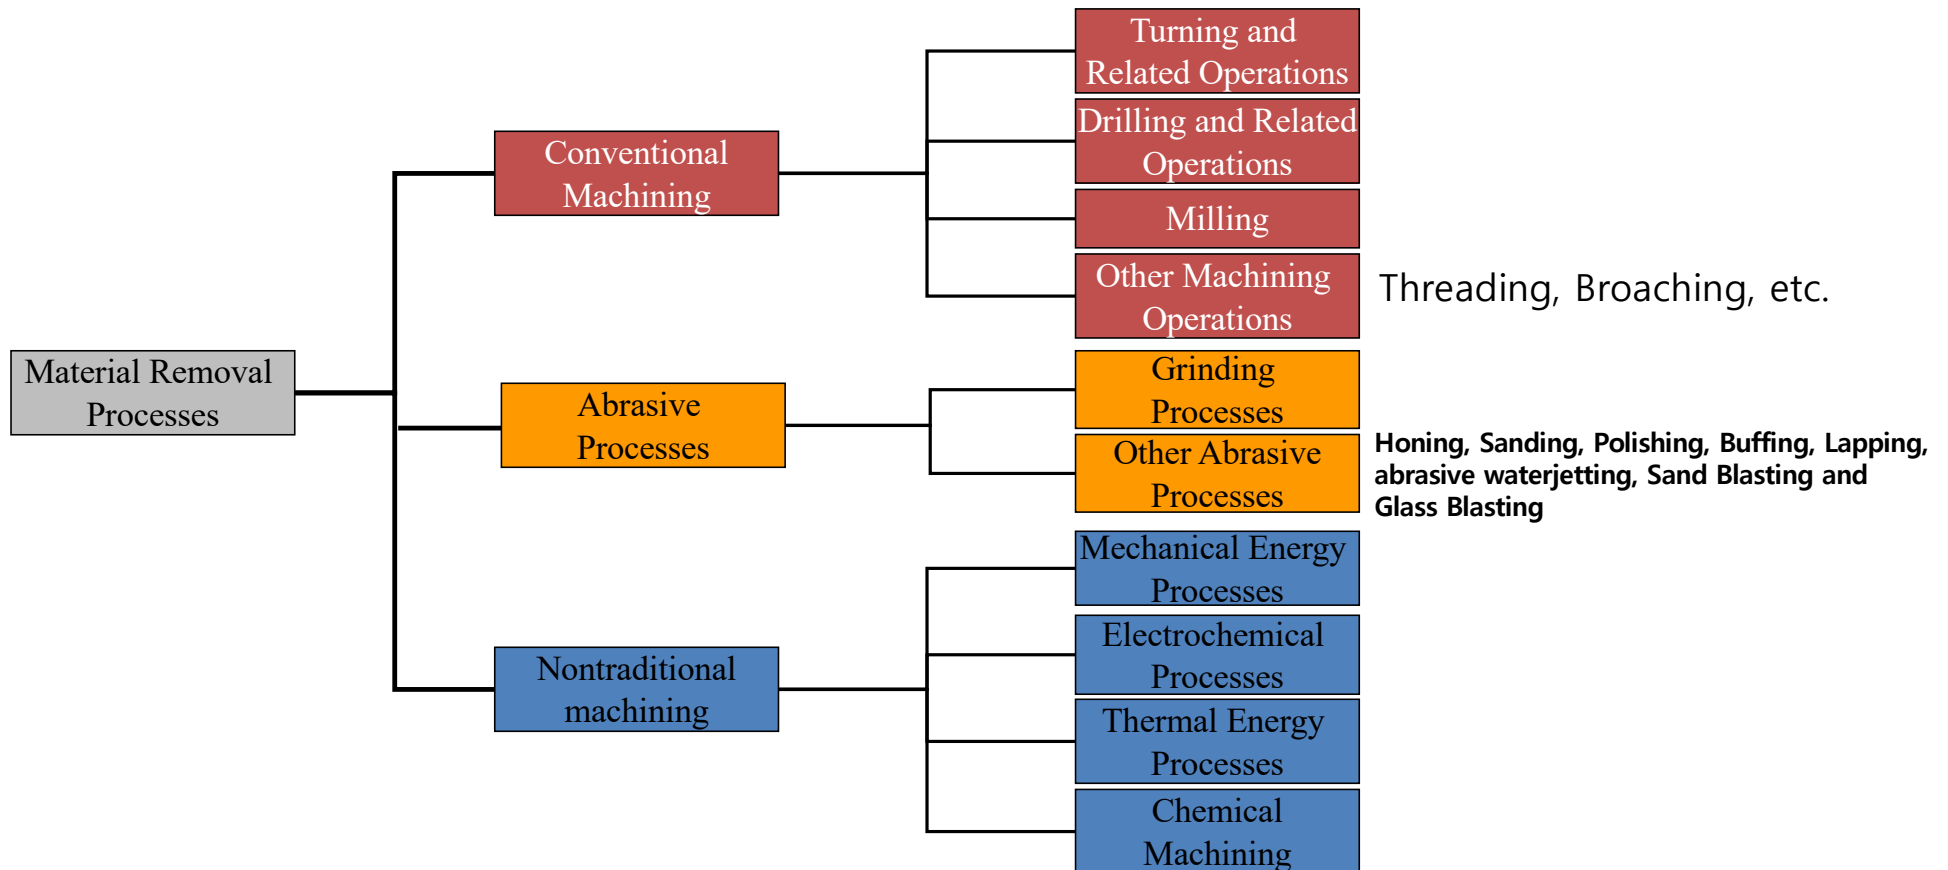 Turning and
Related Operations
Drilling and Related
Operations
Conventional
Machining
Milling
Other Machining
Operations
Threading, Broaching, etc.
Material Removal
Processes
Grinding
Processes
Abrasive
Processes
Other Abrasive
Processes
Honing, Sanding, Polishing, Buffing, Lapping,
abrasive waterjetting, Sand Blasting and
Glass Blasting
Mechanical Energy
Processes
Electrochemical
Processes
Nontraditional
machining
Thermal Energy
Processes
Chemical
Machining